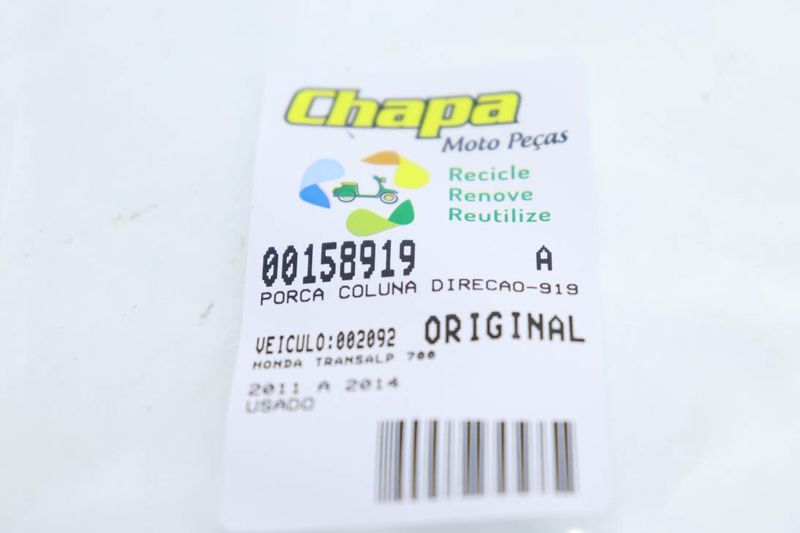 Chapa
Moto Peças
Recicle
Renove
Reutilize
00158919 A
PORCA COLUNA DIRECAO-919
VEICULO:002092 ORIGINAL
HONDA TRANSALP 700
2011 A 2014
USADO